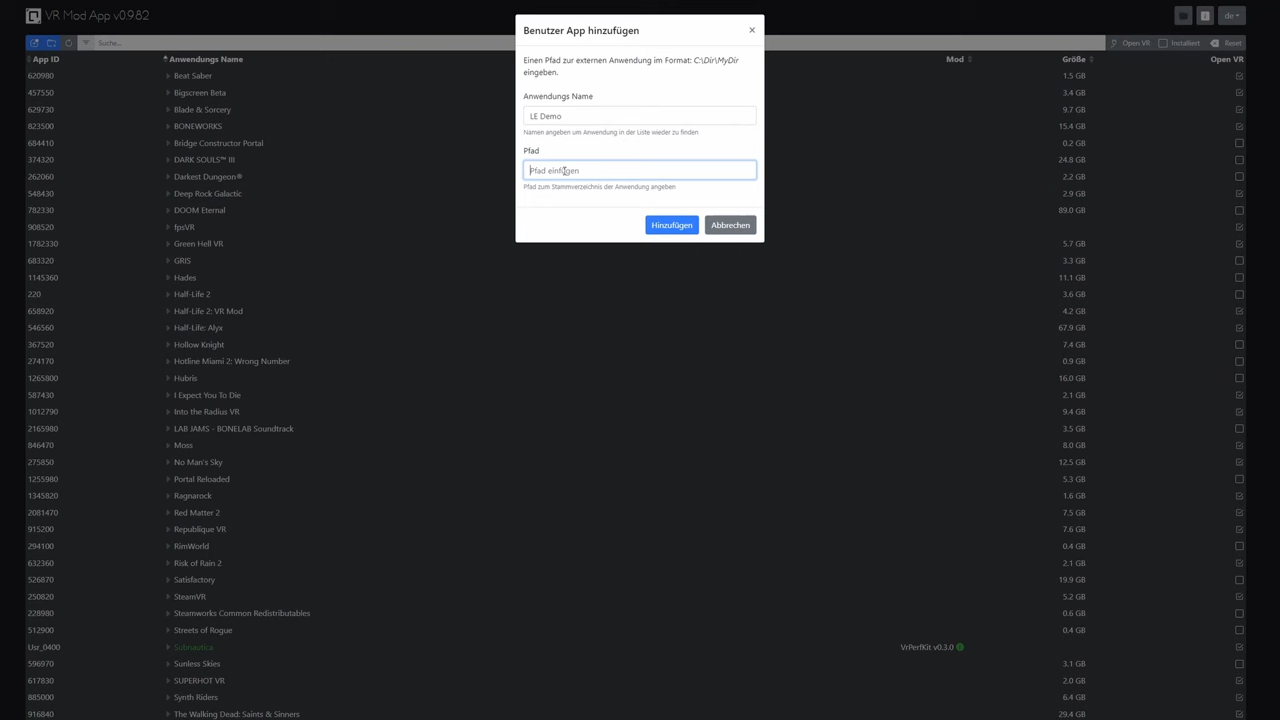 VR Mod App v0.9.82
de
Benutzer App hinzufügen
×
Einen Pfad zur externen Anwendung im Format: C:\Dir\MyDir
eingeben.
Anwendungs Name
LE Demo
Namen angeben um Anwendung in der Liste wieder zu finden
Pfad
Pfad einfügen
Pfad zum Stammverzeichnis der Anwendung angeben
Hinzufügen Abbrechen
Suche... Open VR Installiert Reset
App ID Anwendungs Name Mod Größe Open VR
620980 Beat Saber 1.5 GB
457550 Bigscreen Beta 3.4 GB
629730 Blade & Sorcery 9.7 GB
823500 BONEWORKS 15.4 GB
684410 Bridge Constructor Portal 0.2 GB
374320 DARK SOULS™ III 24.8 GB
262060 Darkest Dungeon® 2.2 GB
548430 Deep Rock Galactic 2.9 GB
782330 DOOM Eternal 89.0 GB
908520 fpsVR
1782330 Green Hell VR 5.7 GB
683320 GRIS 3.3 GB
1145360 Hades 11.1 GB
220 Half-Life 2 3.6 GB
658920 Half-Life 2: VR Mod 4.2 GB
546560 Half-Life: Alyx 67.9 GB
367520 Hollow Knight 7.4 GB
274170 Hotline Miami 2: Wrong Number 0.9 GB
1265800 Hubris 16.0 GB
587430 I Expect You To Die 2.1 GB
1012790 Into the Radius VR 9.4 GB
2165980 LAB JAMS - BONELAB Soundtrack 3.5 GB
846470 Moss 8.0 GB
275850 No Man's Sky 12.5 GB
1255980 Portal Reloaded 5.3 GB
1345820 Ragnarock 1.6 GB
2081470 Red Matter 2 7.5 GB
915200 Republique VR 7.6 GB
294100 RimWorld 0.4 GB
632360 Risk of Rain 2 2.1 GB
526870 Satisfactory 19.9 GB
250820 SteamVR 5.2 GB
228980 Steamworks Common Redistributables 0.6 GB
512900 Streets of Rogue 0.4 GB
Usr_0400 Subnautica VrPerfKit v0.3.0
596970 Sunless Skies 3.1 GB
617830 SUPERHOT VR 2.0 GB
885000 Synth Riders 6.4 GB
916840 The Walking Dead: Saints & Sinners 29.4 GB